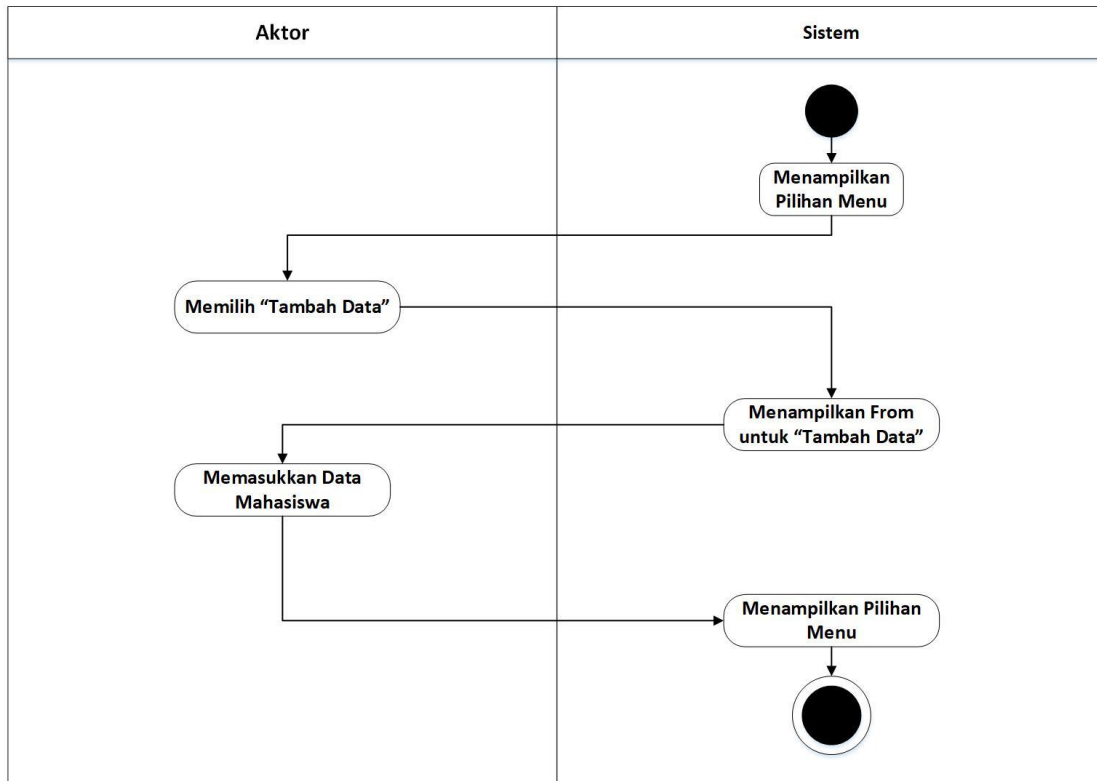 Aktor
Sistem
Menampilkan
Pilihan Menu
Memilih “Tambah Data”
Menampilkan From
untuk “Tambah Data”
Memasukkan Data
Mahasiswa
Menampilkan Pilihan
Menu